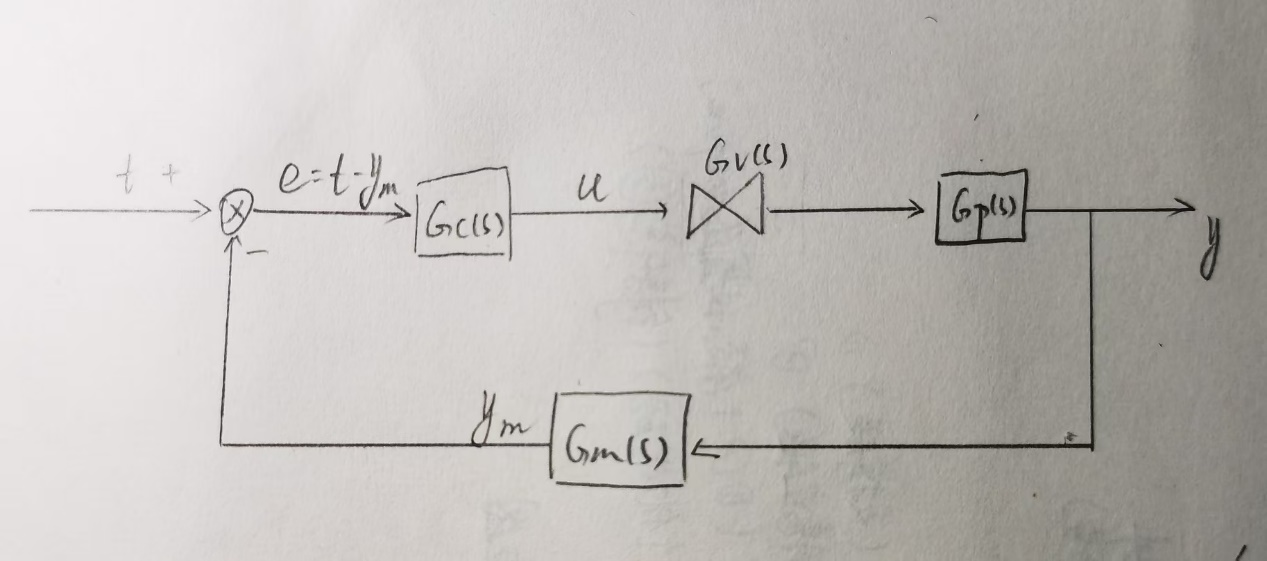 t +
e=t-ym
Gc(s)
u
Gv(s)
Gp(s)
y
-
ym
Gm(s)